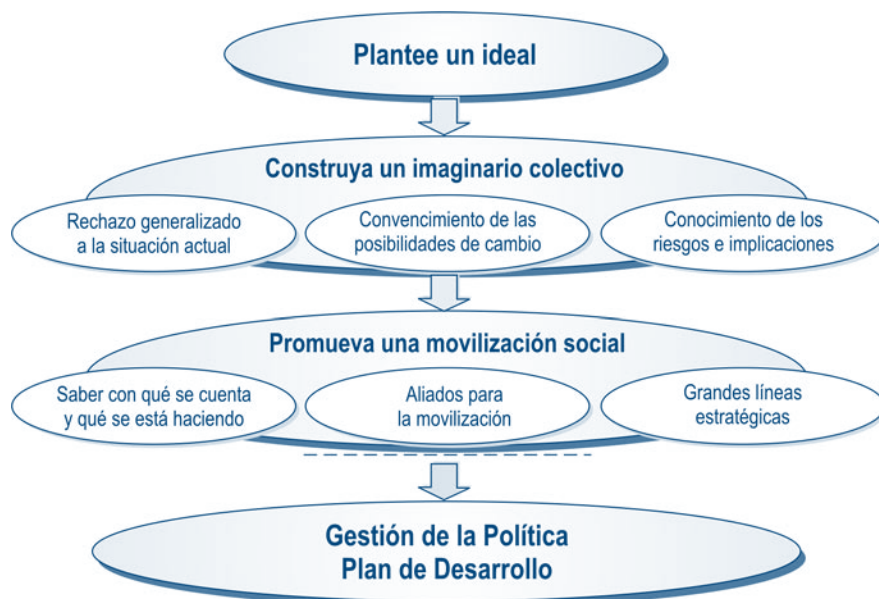 Plantee un ideal
Construya un imaginario colectivo
Rechazo generalizado
a la situación actual
Convencimiento de las
posibilidades de cambio
Conocimiento de los
riesgos e implicaciones
Promueva una movilización social
Saber con qué se cuenta
y qué se está haciendo
Aliados para
la movilización
Grandes líneas
estratégicas
Gestión de la Política
Plan de Desarrollo